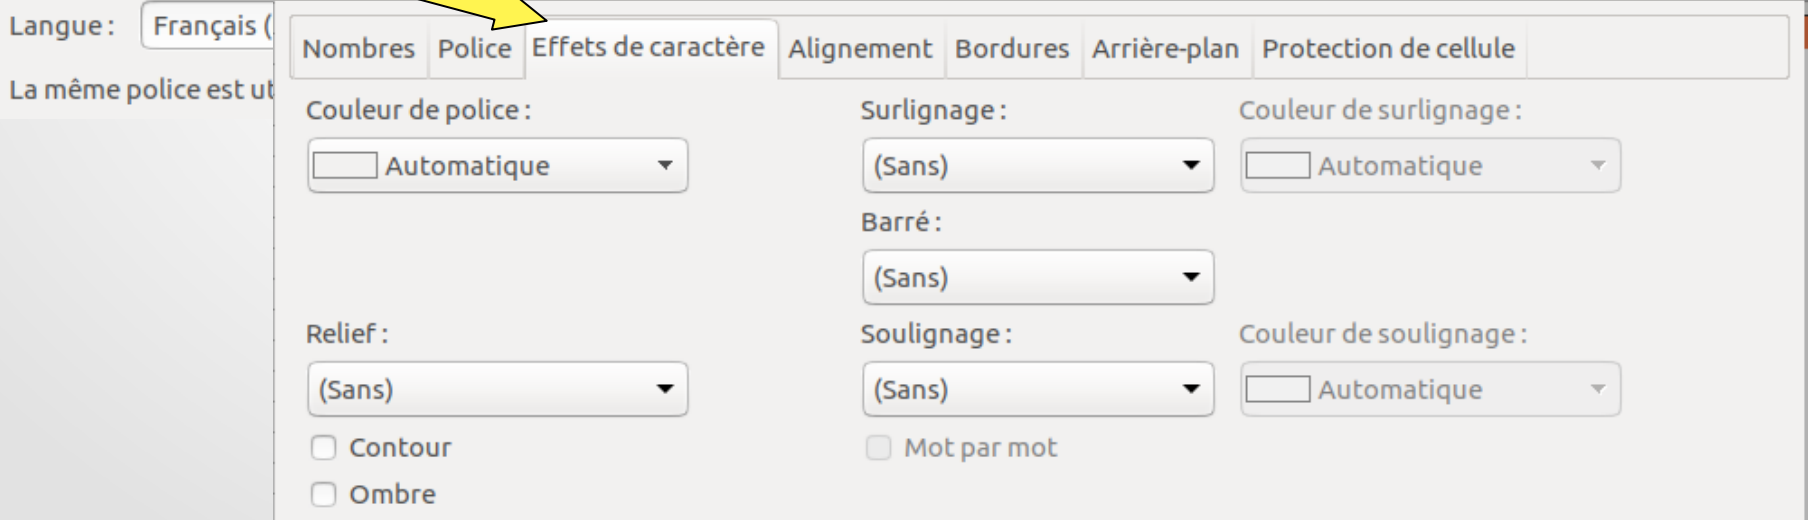 Langue :
Français (
La même police est ut
Nombres Police Effets de caractère Alignement Bordures Arrière-plan Protection de cellule
Couleur de police : Surlignage : Couleur de surlignage :
Automatique (Sans) Automatique
Barré :
(Sans)
Relief : Soulignage : Couleur de soulignage :
(Sans) (Sans) Automatique
Contour Mot par mot
Ombre